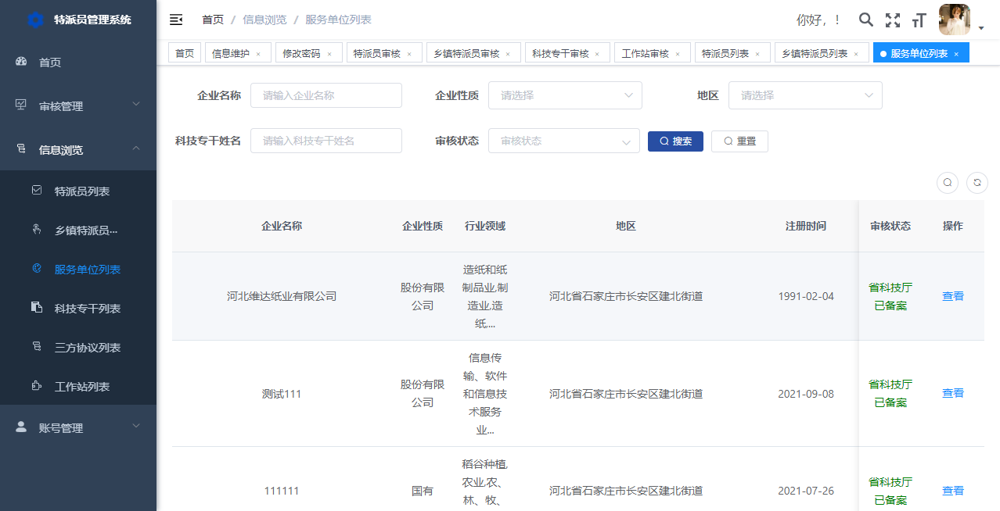 特派员管理系统
首页
审核管理
信息浏览
特派员列表
乡镇特派员...
服务单位列表
科技专干列表
三方协议列表
工作站列表
账号管理
首页 / 信息浏览 / 服务单位列表
你好， ！
首页 信息维护 × 修改密码 × 特派员审核 × 乡镇特派员审核 × 科技专干审核 × 工作站审核 × 特派员列表 × 乡镇特派员列表 × 服务单位列表 ×
企业名称 请输入企业名称 企业性质 请选择 地区 请选择
科技专干姓名 请输入科技专干姓名 审核状态 审核状态 搜索 重置
企业名称 企业性质 行业领域 地区 注册时间 审核状态 操作
河北维达纸业有限公司
股份有限
公司
造纸和纸
制品业,制
造业,造
纸,...
河北省石家庄市长安区建北街道
1991-02-04
省科技厅
已备案
查看
测试111
股份有限
公司
信息传
输、软件
和信息技
术服务
业...
河北省石家庄市长安区建北街道
2021-09-08
省科技厅
已备案
查看
111111
国有
稻谷种植,
农业,农、
林、牧、
河北省石家庄市长安区建北街道
2021-07-26
省科技厅
已备案
查看